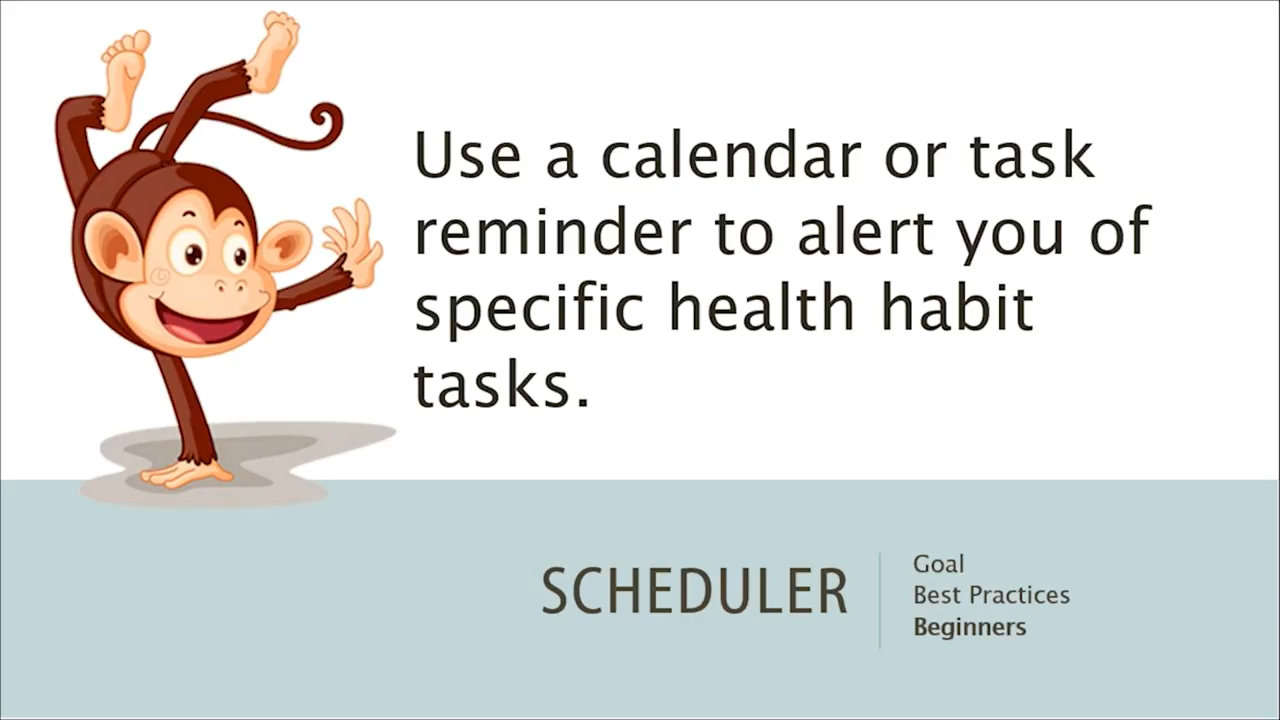 Use a calendar or task
reminder to alert you of
specific health habit
tasks.
SCHEDULER
Goal
Best Practices
Beginners